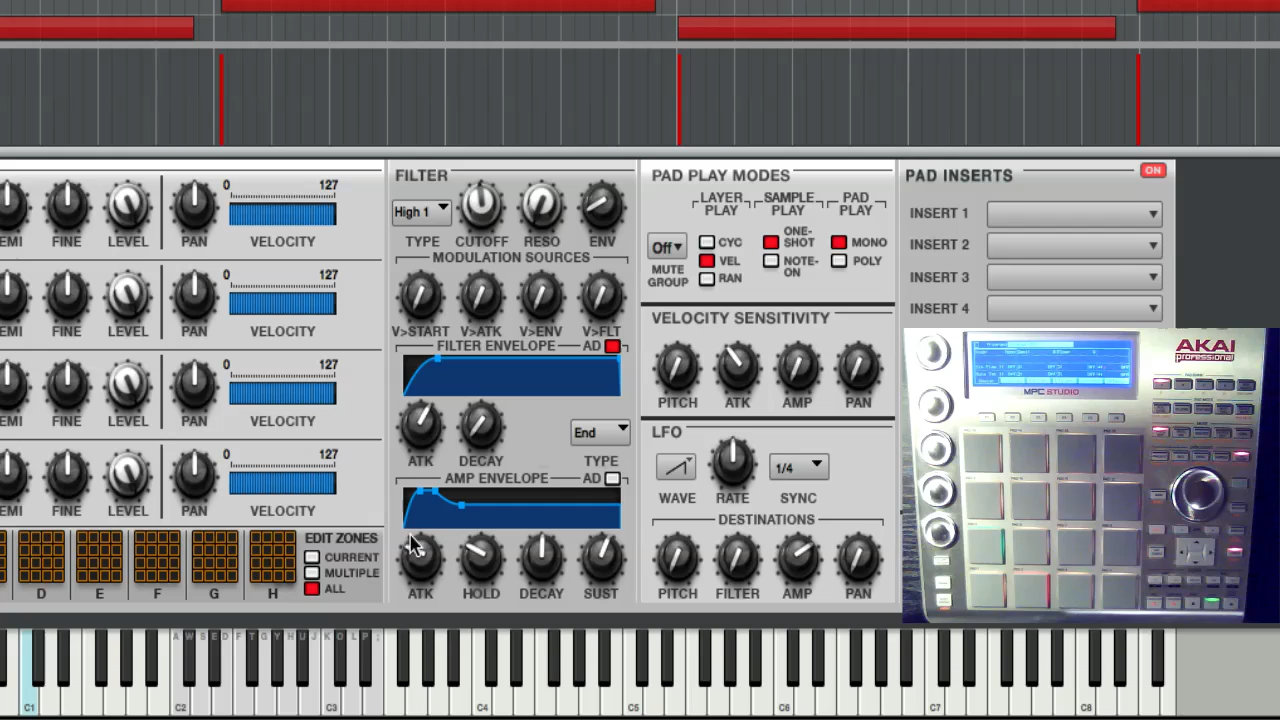 0 127
EMI FINE LEVEL PAN VELOCITY
0 127
EMI FINE LEVEL PAN VELOCITY
0 127
EMI FINE LEVEL PAN VELOCITY
0 127
EMI FINE LEVEL PAN VELOCITY
EDIT ZONES
CURRENT
MULTIPLE
ALL
D E F G H
FILTER
High 1
TYPE CUTOFF RESO ENV
MODULATION SOURCES
V>START V>ATK V>ENV V>FLT
FILTER ENVELOPE AD
End
ATK DECAY TYPE
AMP ENVELOPE AD
ATK HOLD DECAY SUST
PAD PLAY MODES
LAYER PLAY SAMPLE PLAY PAD PLAY
Off
MUTE GROUP
CYC
VEL
RAN
ONE-SHOT
NOTE-ON
MONO
POLY
VELOCITY SENSITIVITY
PITCH ATK AMP PAN
LFO
1/4
WAVE RATE SYNC
DESTINATIONS
PITCH FILTER AMP PAN
PAD INSERTS ON
INSERT 1
INSERT 2
INSERT 3
INSERT 4
AKAI
professional
MPC STUDIO
A W S E D F T G Y H U J K O L P ;
C1 C2 C3 C4 C5 C6 C7 C8